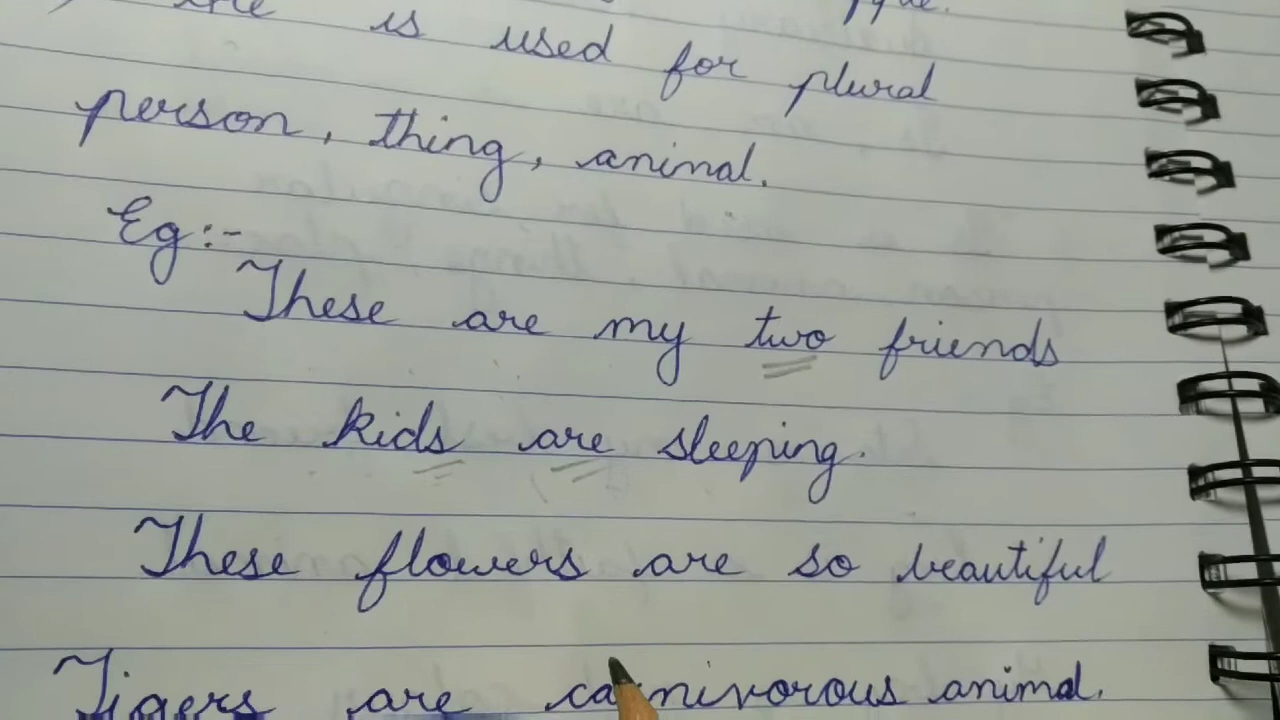 is used for plural
person, thing, animal.
Eg:-
These are my two friends
The kids are sleeping.
These flowers are so beautiful
Tigers are carnivorous animal.